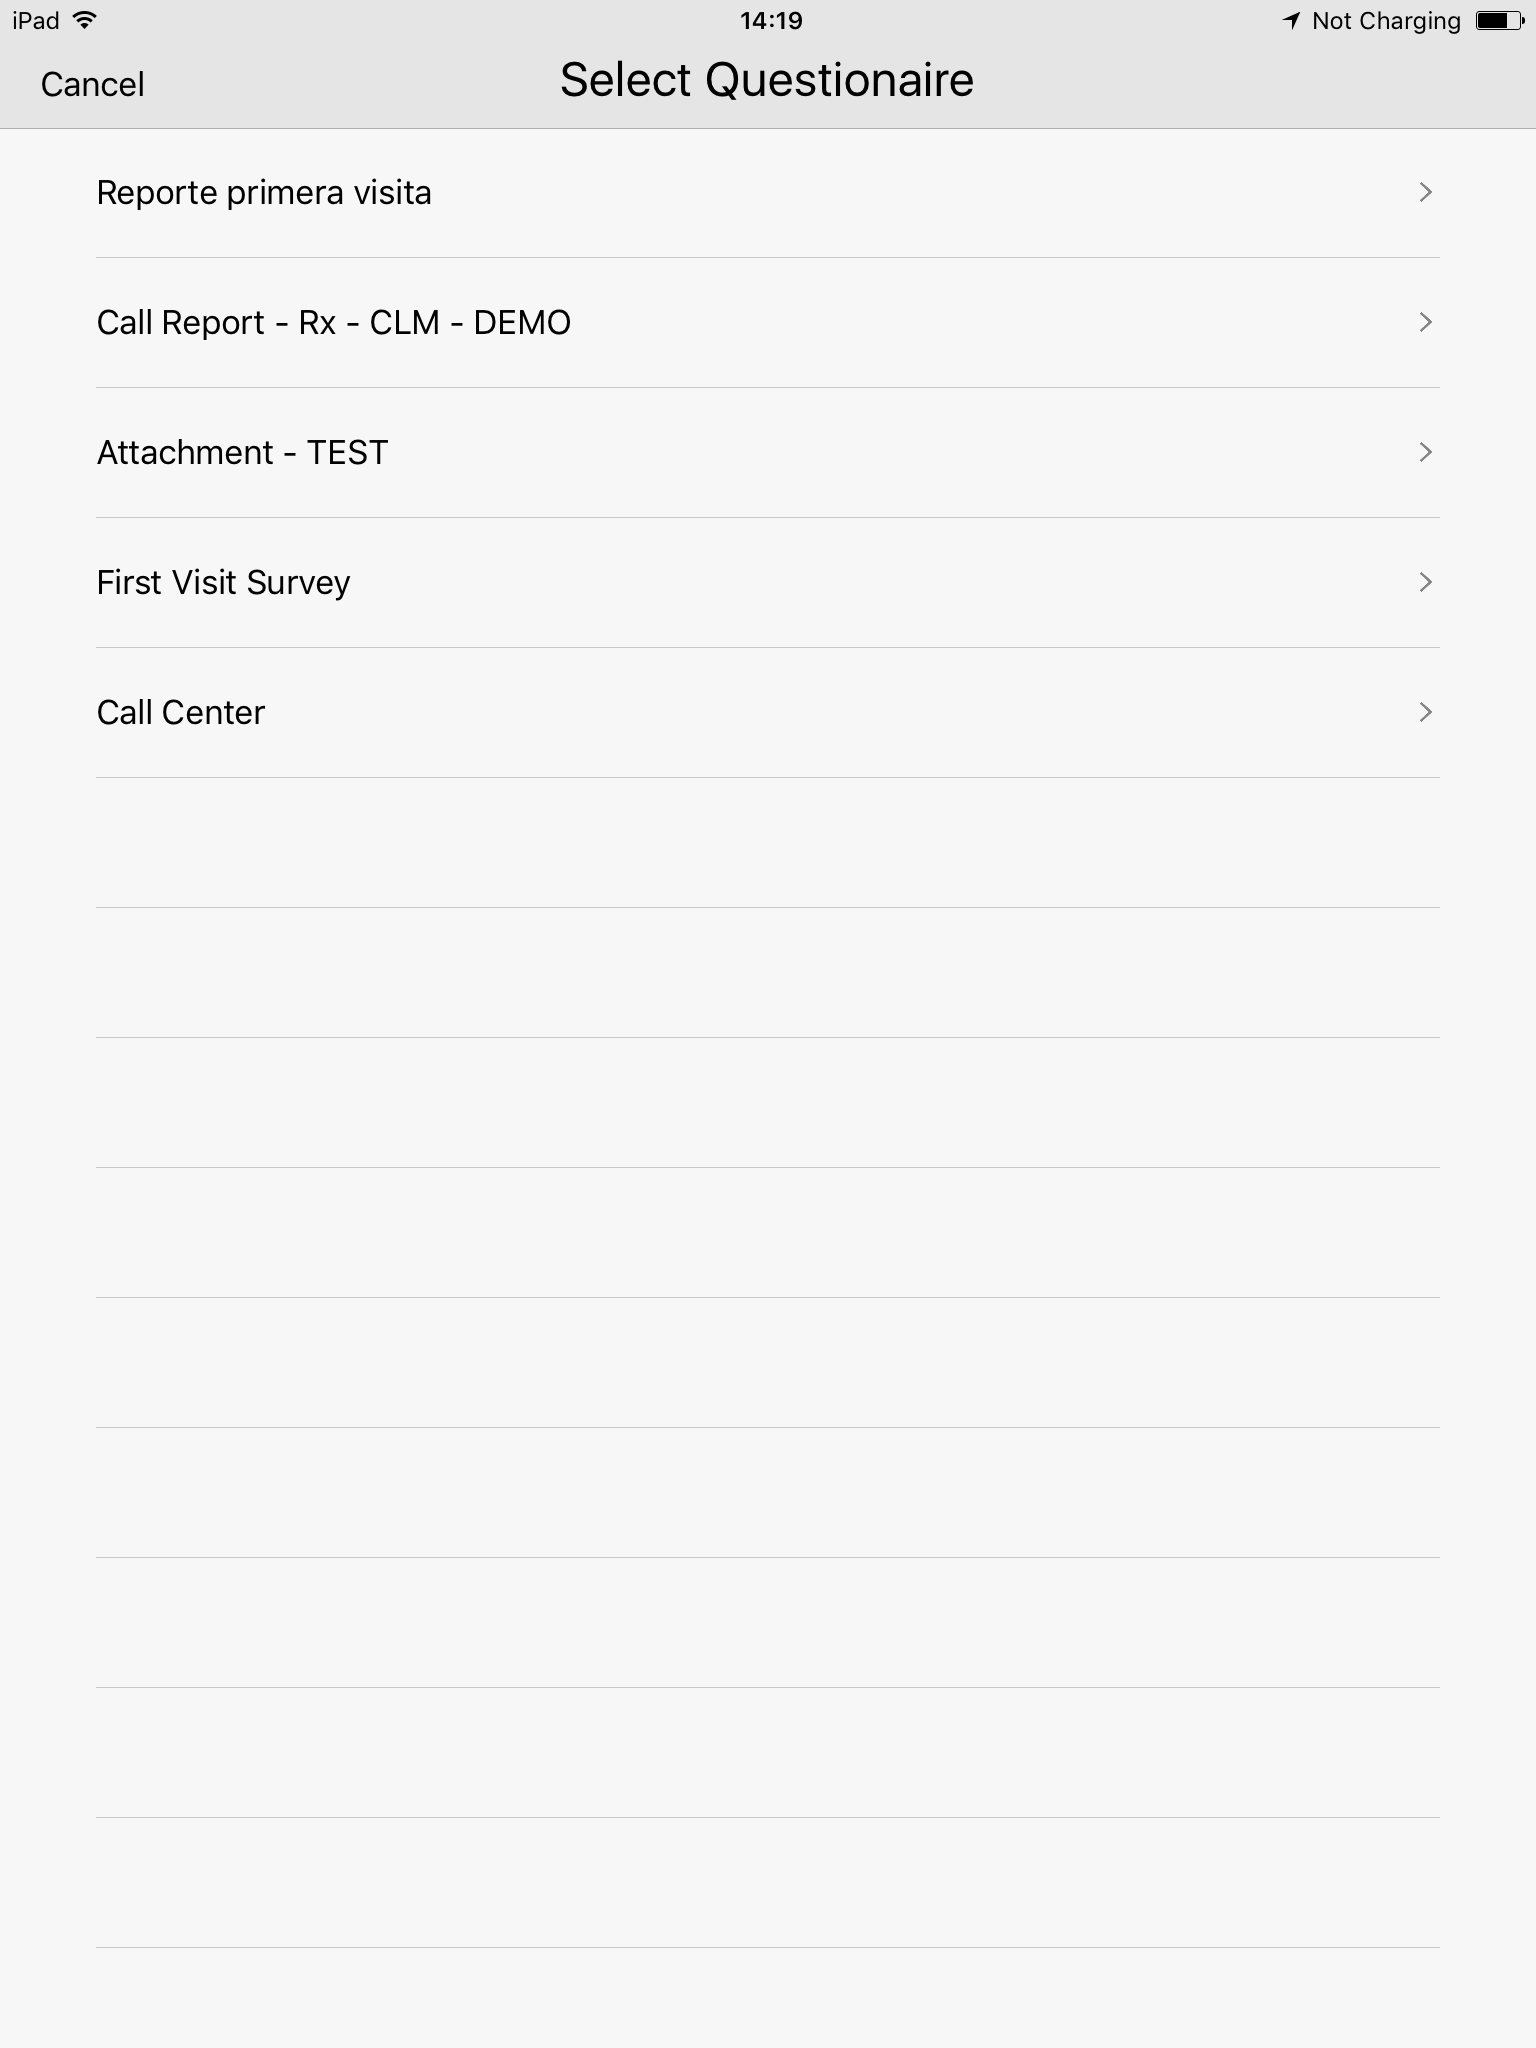 iPad 14:19 Not Charging
Cancel Select Questionaire
Reporte primera visita
Call Report - Rx - CLM - DEMO
Attachment - TEST
First Visit Survey
Call Center